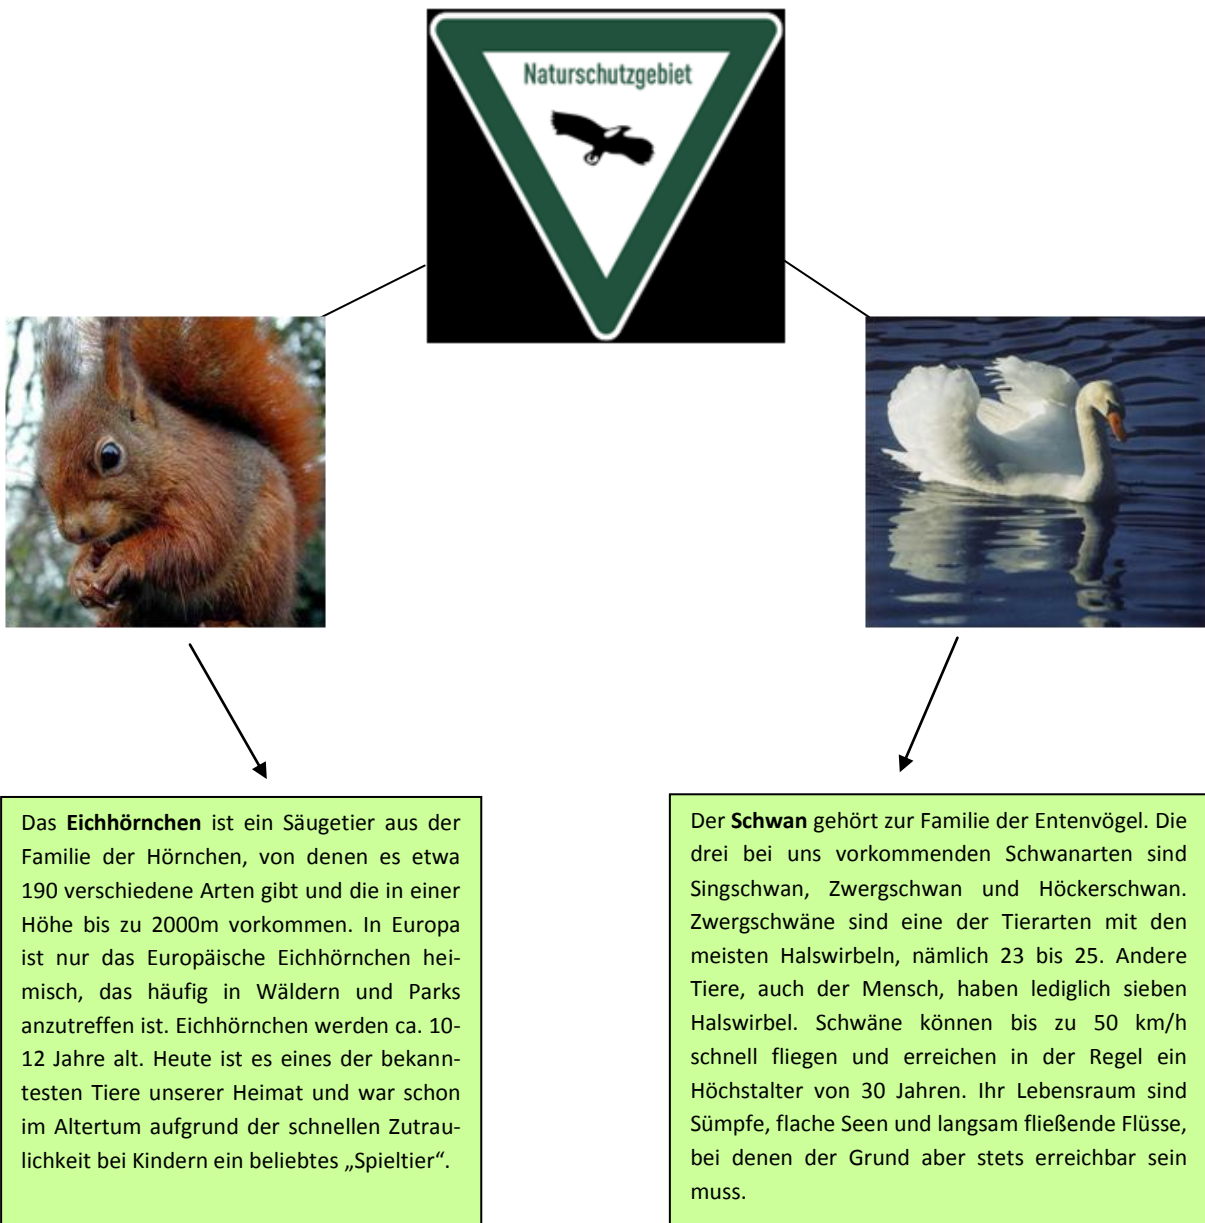 Naturschutzgebiet
Das Eichhörnchen ist ein Säugetier aus der
Familie der Hörnchen, von denen es etwa
190 verschiedene Arten gibt und die in einer
Höhe bis zu 2000m vorkommen. In Europa
ist nur das Europäische Eichhörnchen hei-
misch, das häufig in Wäldern und Parks
anzutreffen ist. Eichhörnchen werden ca. 10-
12 Jahre alt. Heute ist es eines der bekann-
testen Tiere unserer Heimat und war schon
im Altertum aufgrund der schnellen Zutrau-
lichkeit bei Kindern ein beliebtes „Spieltier“.
Der Schwan gehört zur Familie der Entenvögel. Die
drei bei uns vorkommenden Schwanarten sind
Singschwan, Zwergschwan und Höckerschwan.
Zwergschwäne sind eine der Tierarten mit den
meisten Halswirbeln, nämlich 23 bis 25. Andere
Tiere, auch der Mensch, haben lediglich sieben
Halswirbel. Schwäne können bis zu 50 km/h
schnell fliegen und erreichen in der Regel ein
Höchstalter von 30 Jahren. Ihr Lebensraum sind
Sümpfe, flache Seen und langsam fließende Flüsse,
bei denen der Grund aber stets erreichbar sein
muss.